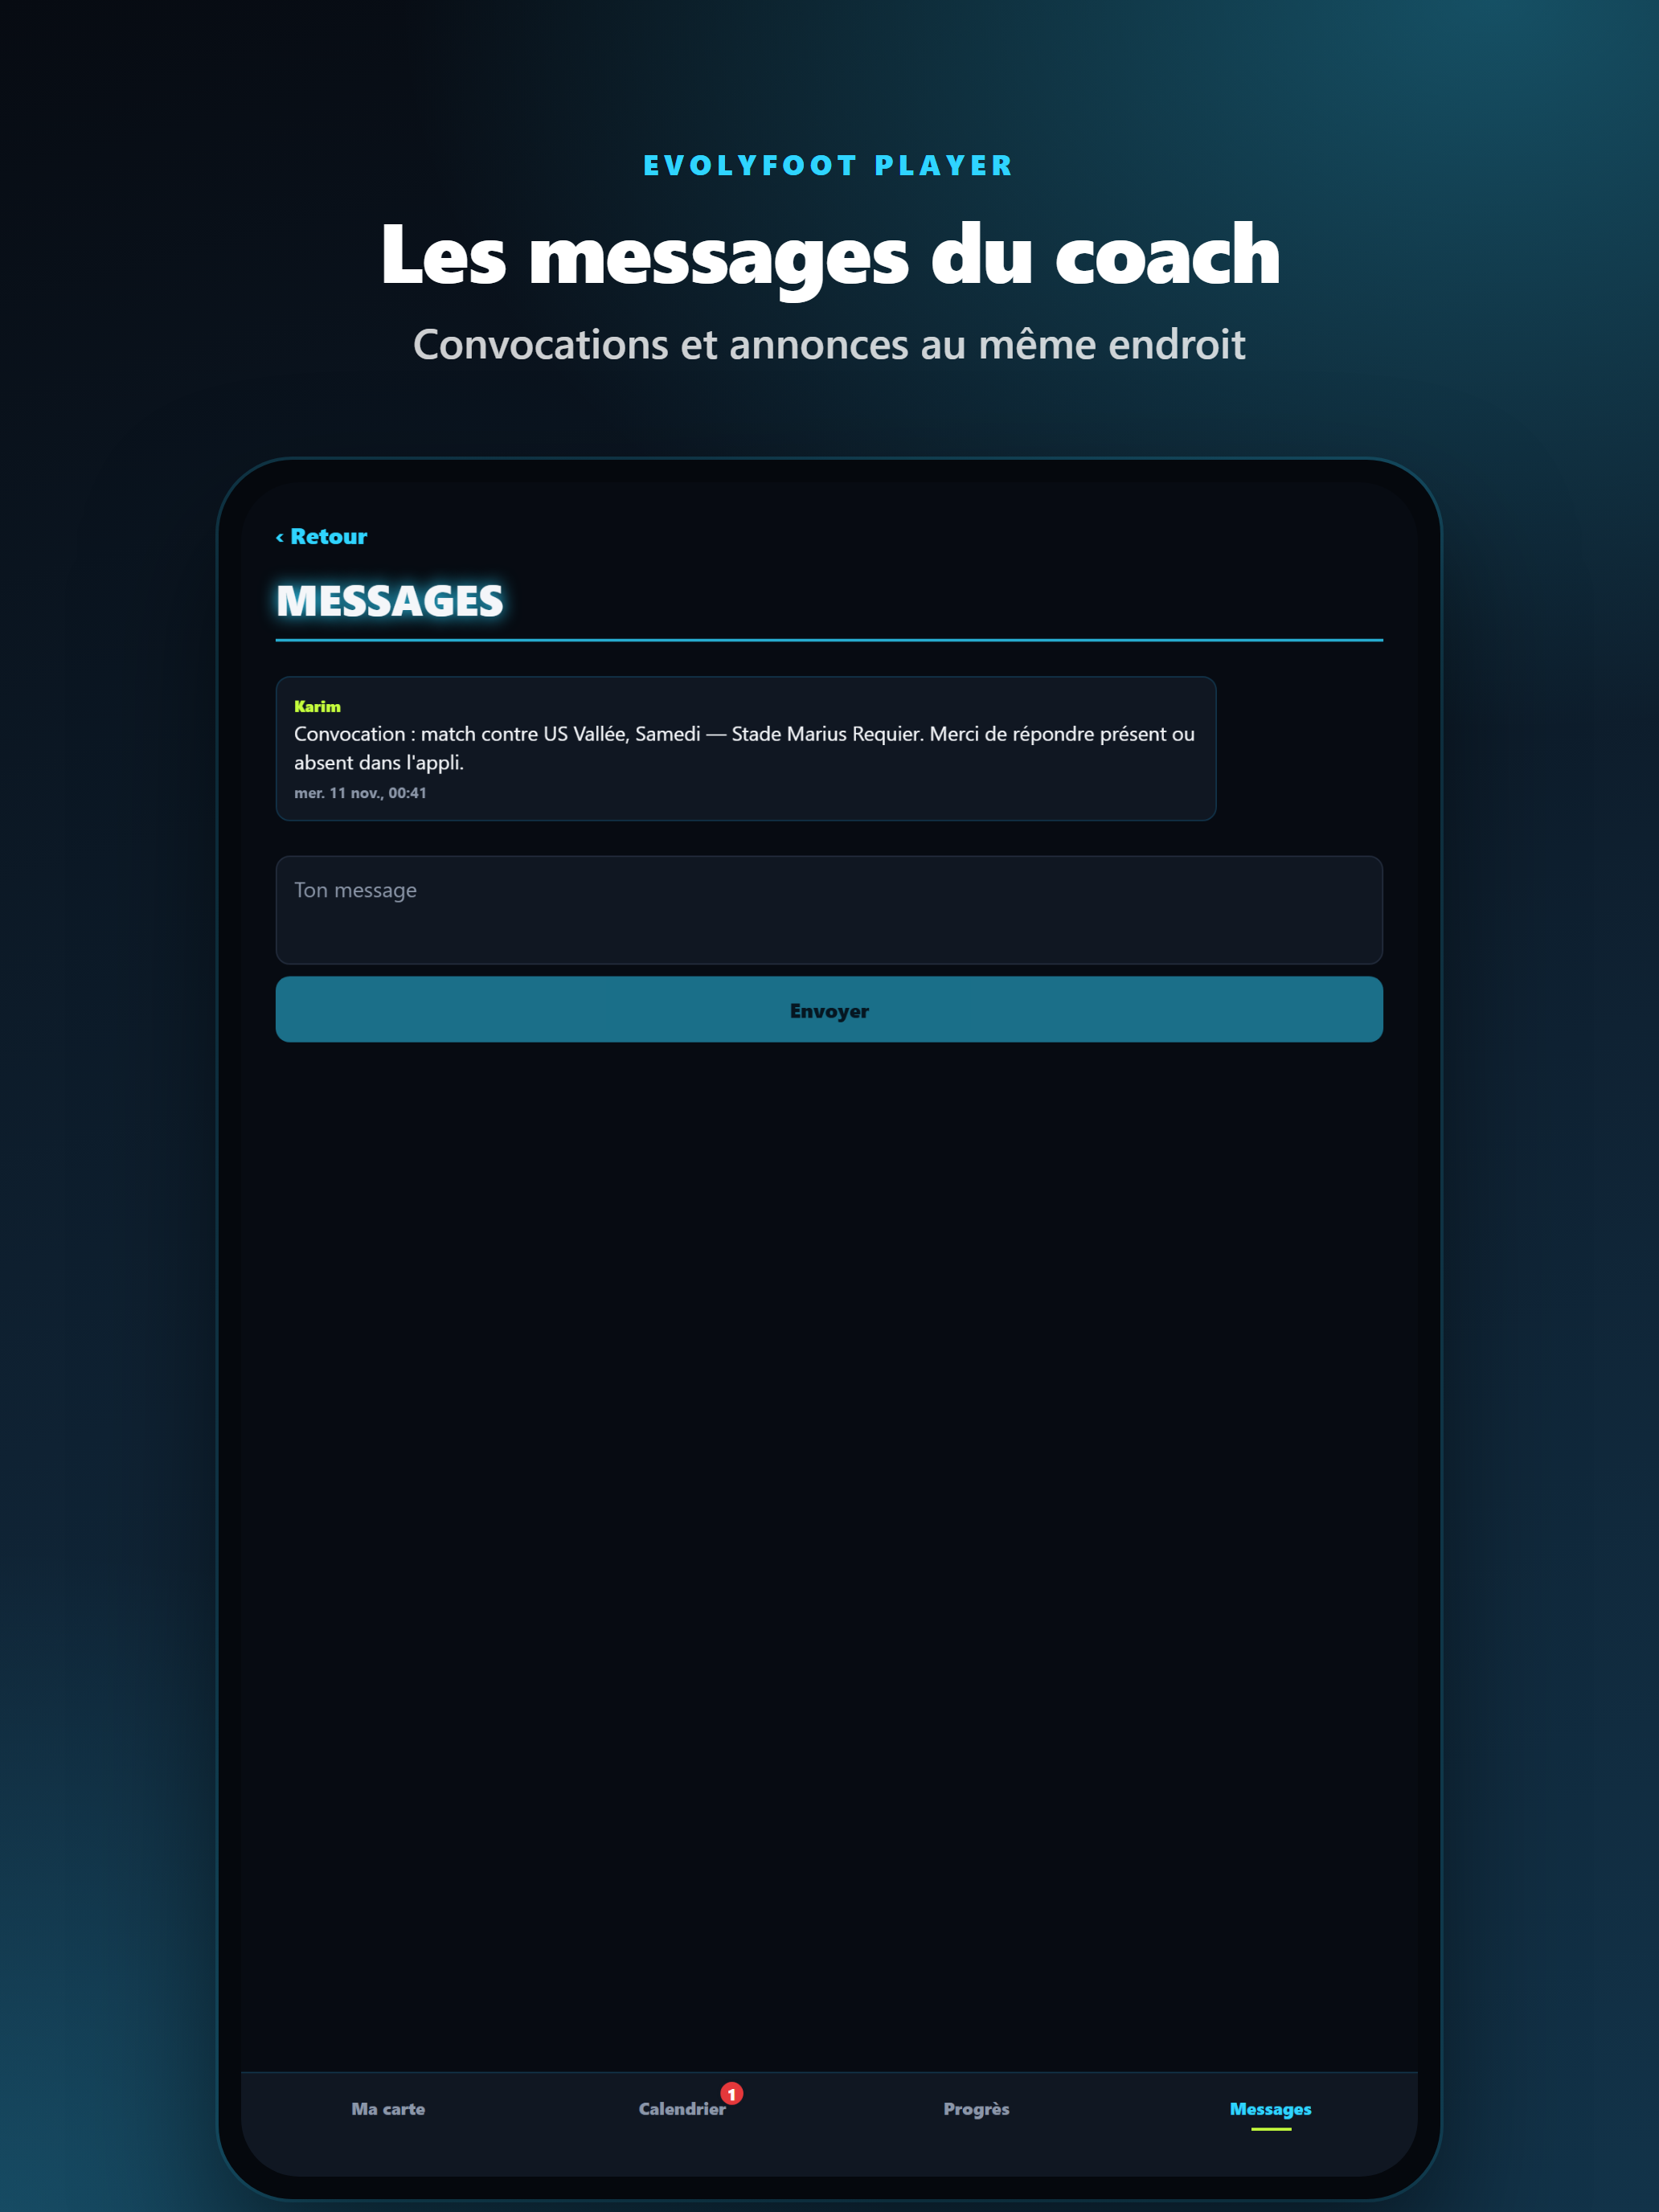 EVOLYFOOT PLAYER
Les messages du coach
Convocations et annonces au même endroit
‹ Retour
MESSAGES
Karim
Convocation : match contre US Vallée, Samedi — Stade Marius Requier. Merci de répondre présent ou
absent dans l'appli.
mer. 11 nov., 00:41
Ton message
Envoyer
Ma carte
Calendrier
1
Progrès
Messages